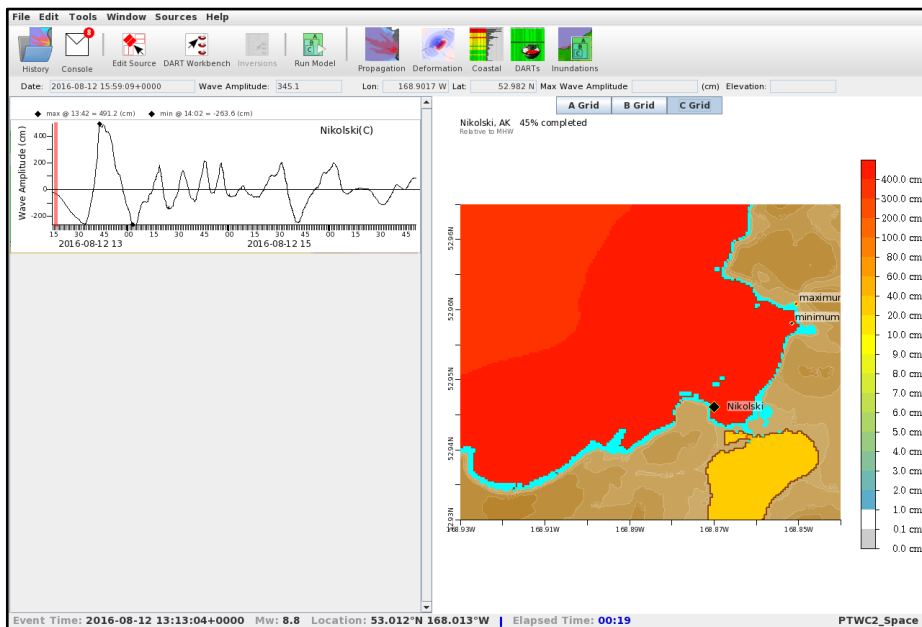 File Edit Tools Window Sources Help
8
History Console Edit Source DART Workbench Inversions Run Model Propagation Deformation Coastal DARTs Inundations
Date: 2016-08-12 15:59:09+0000 Wave Amplitude: 345.1 Lon: 168.9017 W Lat: 52.982 N Max Wave Amplitude (cm) Elevation:
A Grid B Grid C Grid
max @ 13:42 = 491.2 (cm) min @ 14:02 = -263.6 (cm)
Nikolski, AK 45% completed
Relative to MHW
Nikolski(C)
Wave Amplitude (cm)
400
200
0
-200
15 30 45 00 15 30 45 00 15 30 45 00 15 30 45
2016-08-12 13 2016-08-12 15
52.96N
52.96N
52.95N
52.94N
52.93N
168.93W 168.91W 168.89W 168.87W 168.85W
maximum
minimum
Nikolski
400.0 cm
300.0 cm
200.0 cm
100.0 cm
80.0 cm
60.0 cm
40.0 cm
20.0 cm
10.0 cm
9.0 cm
8.0 cm
7.0 cm
6.0 cm
5.0 cm
4.0 cm
3.0 cm
2.0 cm
1.0 cm
0.1 cm
0.0 cm
Event Time: 2016-08-12 13:13:04+0000 Mw: 8.8 Location: 53.012°N 168.013°W Elapsed Time: 00:19 PTWC2_Space